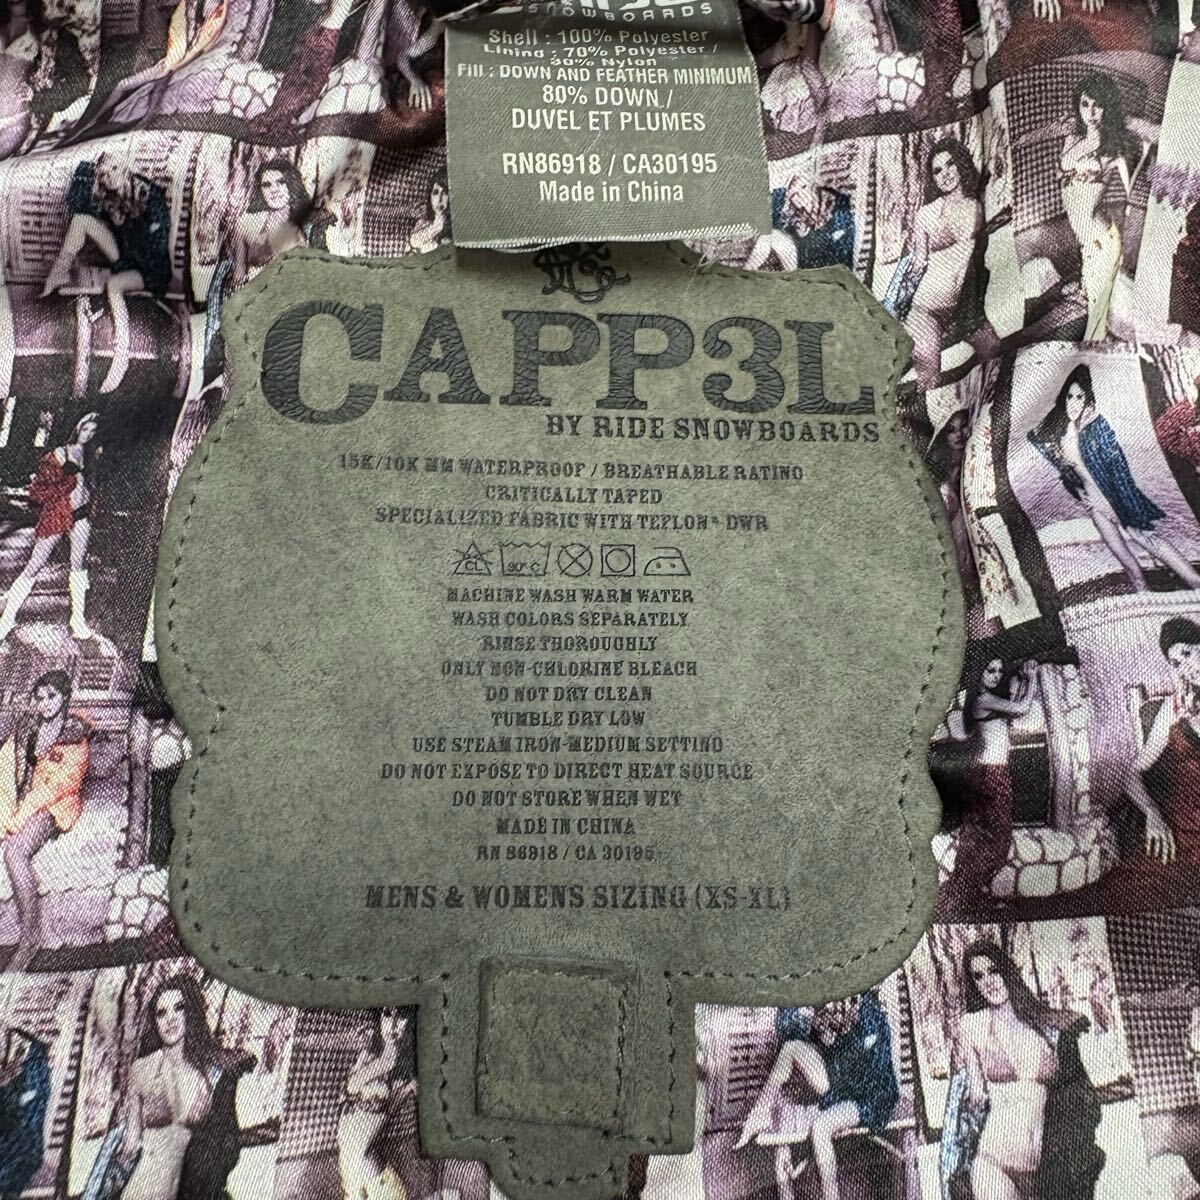 SNOWBOARDS
Shell : 100% Polyester
Lining : 70% Polyester /
30% Nylon
Fill : DOWN AND FEATHER MINIMUM
80% DOWN /
DUVEL ET PLUMES
RN86918 / CA30195
Made in China
CAPP3L
BY RIDE SNOWBOARDS
15K/10K MM WATERPROOF / BREATHABLE RATING
CRITICALLY TAPED
SPECIALIZED FABRIC WITH TEFLON® DWR
CL 90°C
MACHINE WASH WARM WATER
WASH COLORS SEPARATELY
RINSE THOROUGHLY
ONLY NON-CHLORINE BLEACH
DO NOT DRY CLEAN
TUMBLE DRY LOW
USE STEAM IRON-MEDIUM SETTING
DO NOT EXPOSE TO DIRECT HEAT SOURCE
DO NOT STORE WHEN WET
MADE IN CHINA
RN 86918 / CA 30195
MENS & WOMENS SIZING (XS-XL)